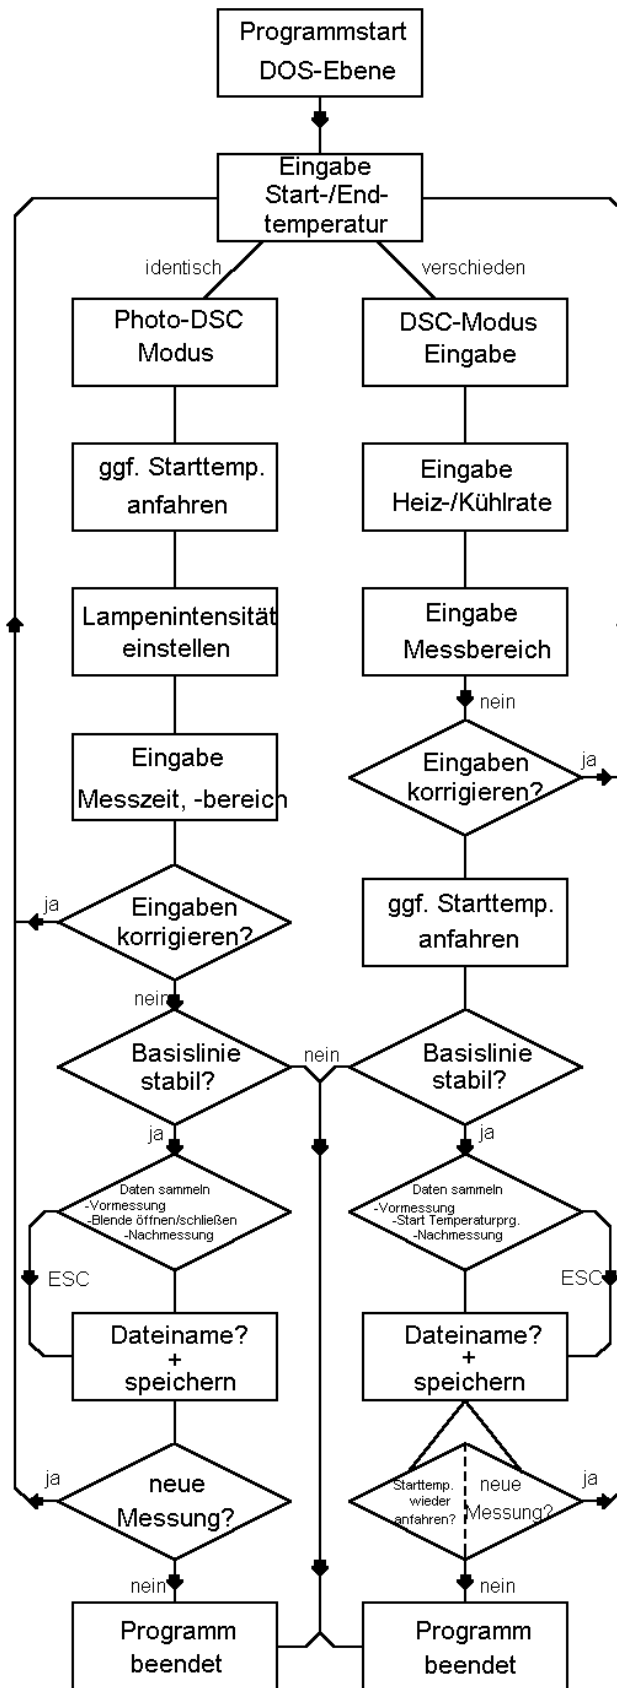 Programmstart
DOS-Ebene
Eingabe
Start-/End-
temperatur
identisch
verschieden
Photo-DSC
Modus
DSC-Modus
Eingabe
ggf. Starttemp.
anfahren
Eingabe
Heiz-/Kühlrate
Lampenintensität
einstellen
Eingabe
Messbereich
nein
Eingabe
Messzeit, -bereich
Eingaben
korrigieren?
ja
ja
Eingaben
korrigieren?
ggf. Starttemp.
anfahren
nein
Basislinie
stabil?
nein
Basislinie
stabil?
ja
ja
Daten sammeln
-Vormessung
-Blende öffnen/schließen
-Nachmessung
Daten sammeln
-Vormessung
-Start Temperaturprg.
-Nachmessung
ESC
ESC
Dateiname?
+
speichern
Dateiname?
+
speichern
ja
neue
Messung?
Starttemp.
wieder
anfahren?
neue
Messung?
ja
nein
nein
Programm
beendet
Programm
beendet